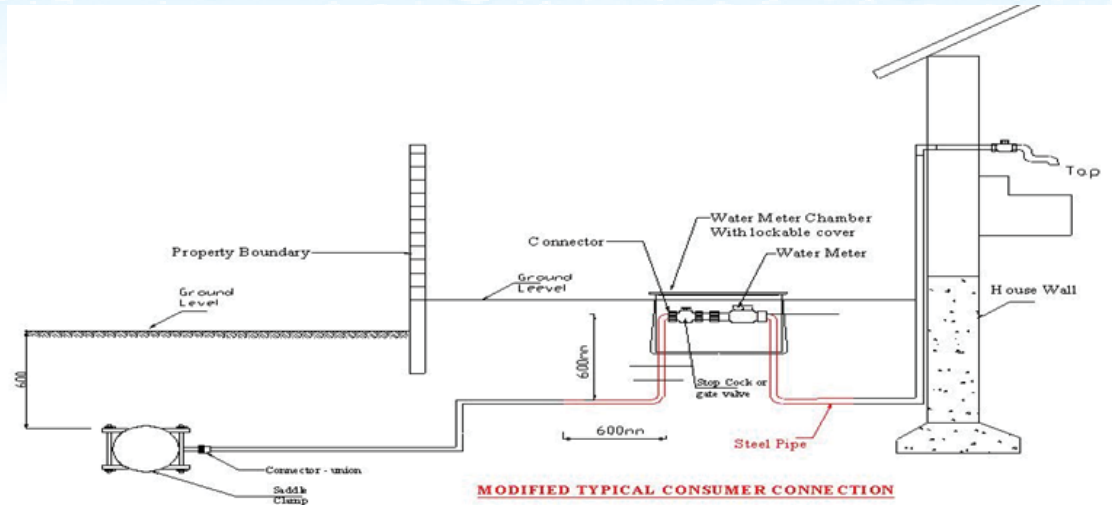 Tap
Water Meter Chamber
With lockable cover
Connector
Water Meter
Property Boundary
Ground
Leevel
Ground
Level
House Wall
600mm
600
Stop Cock or
gate valve
600mm
Steel Pipe
Connector - union
Saddle
Clamp
MODIFIED TYPICAL CONSUMER CONNECTION